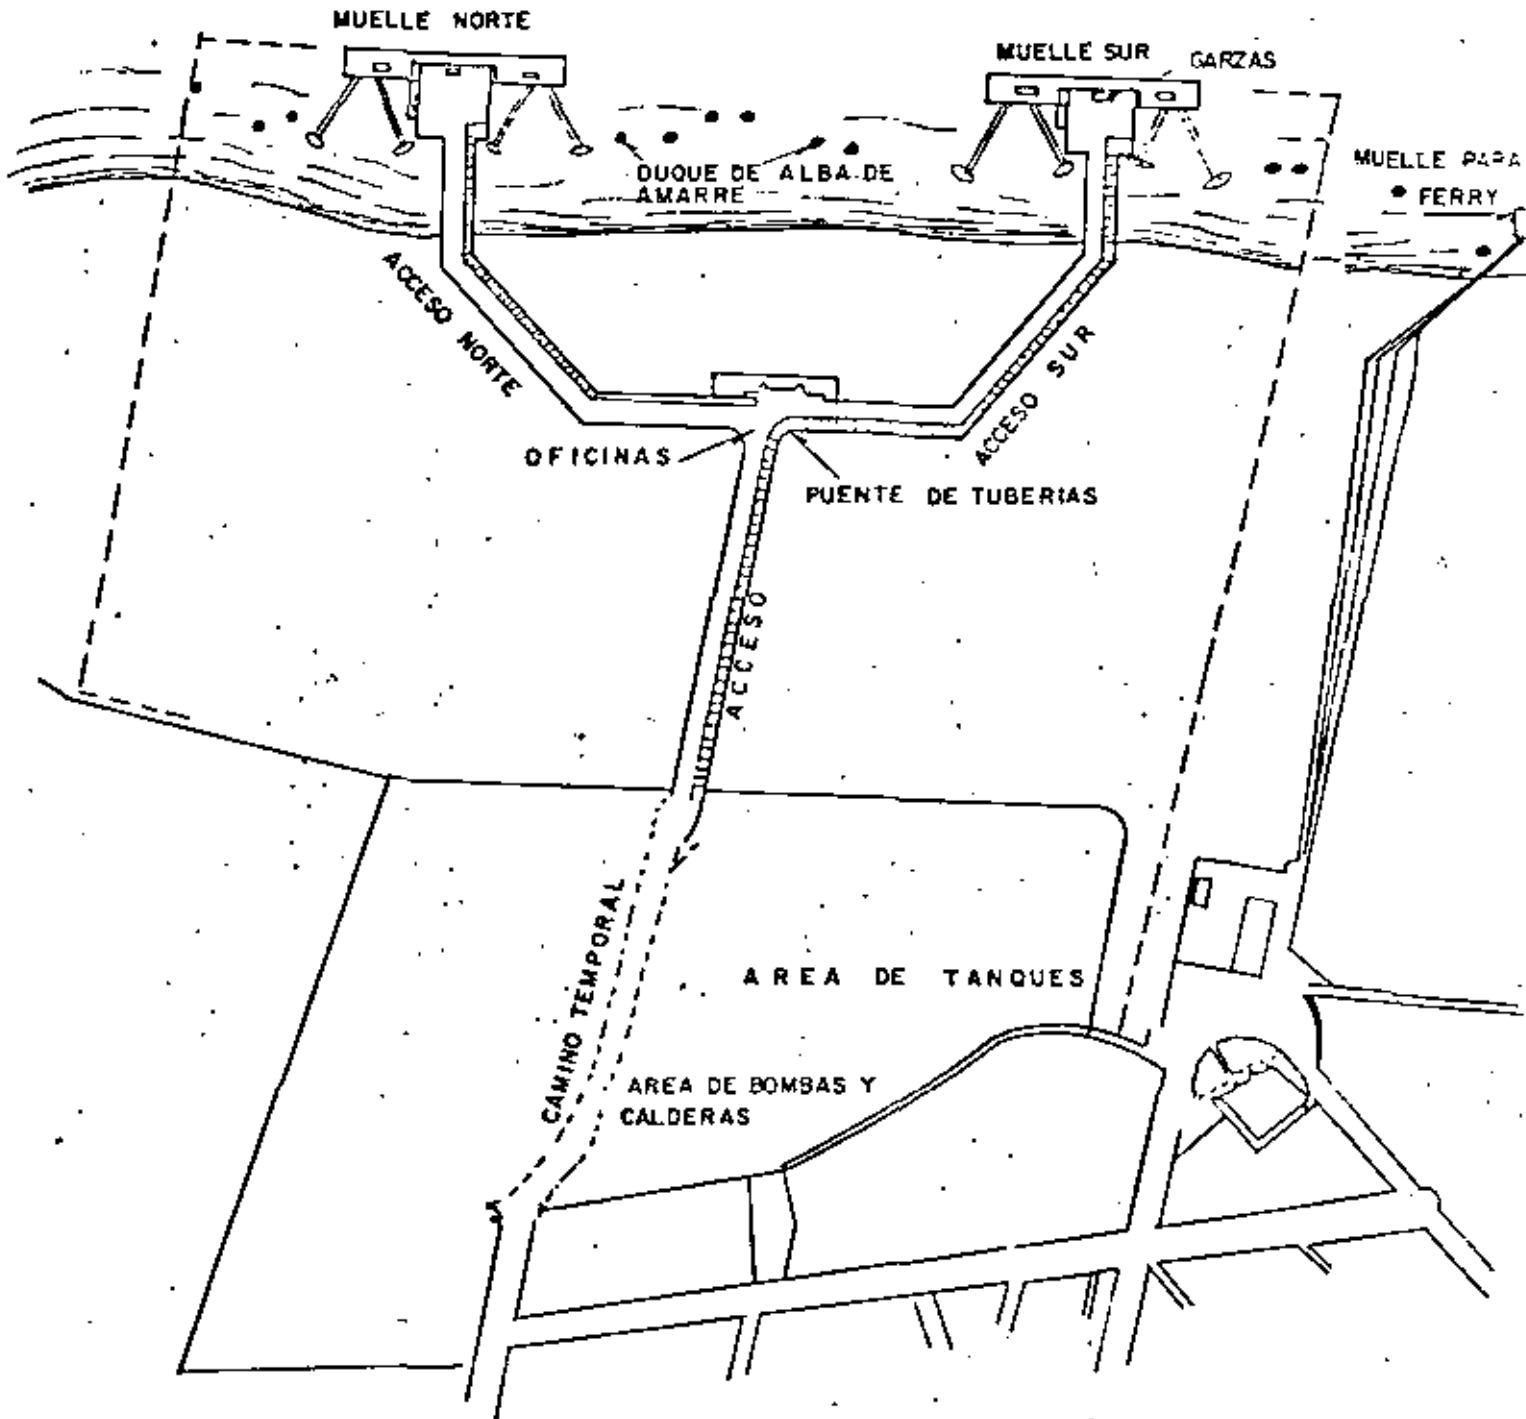 MUELLE NORTE
MUELLE SUR
GARZAS
DUQUE DE ALBA DE
AMARRE
MUELLE PARA
FERRY
ACCESO NORTE
ACCESO SUR
OFICINAS
PUENTE DE TUBERIAS
ACCESO
CAMINO TEMPORAL
AREA DE TANQUES
AREA DE BOMBAS Y
CALDERAS